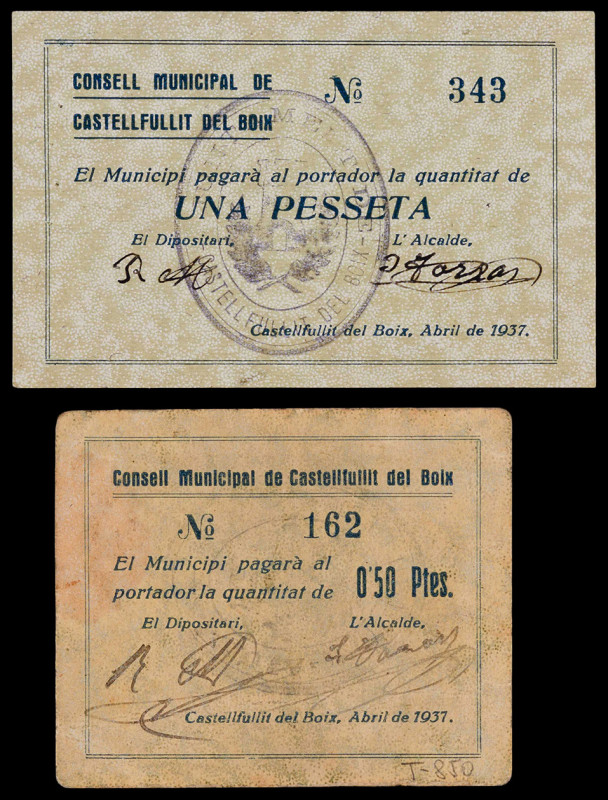 CONSELL MUNICIPAL DE
CASTELLFULLIT DEL BOIX
No 343
El Municipi pagarà al portador la quantitat de
UNA PESSETA
El Dipositari, L'Alcalde,
CASTELLFULLIT DEL BOIX
Castellfullit del Boix, Abril de 1937.
Consell Municipal de Castellfullit del Boix
No 162
El Municipi pagarà al
portador la quantitat de 0'50 Ptes.
El Dipositari, L'Alcalde,
Castellfullit del Boix, Abril de 1937.
T-850